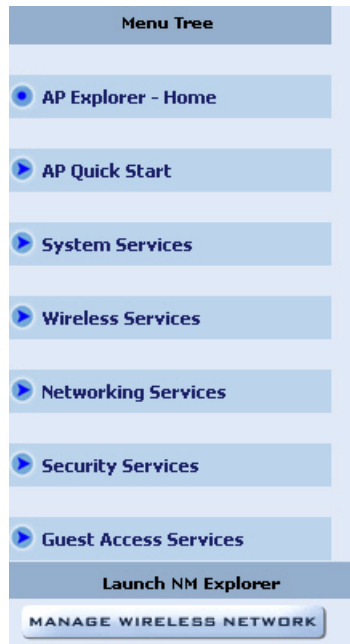 Menu Tree
AP Explorer - Home
AP Quick Start
System Services
Wireless Services
Networking Services
Security Services
Guest Access Services
Launch NM Explorer
MANAGE WIRELESS NETWORK